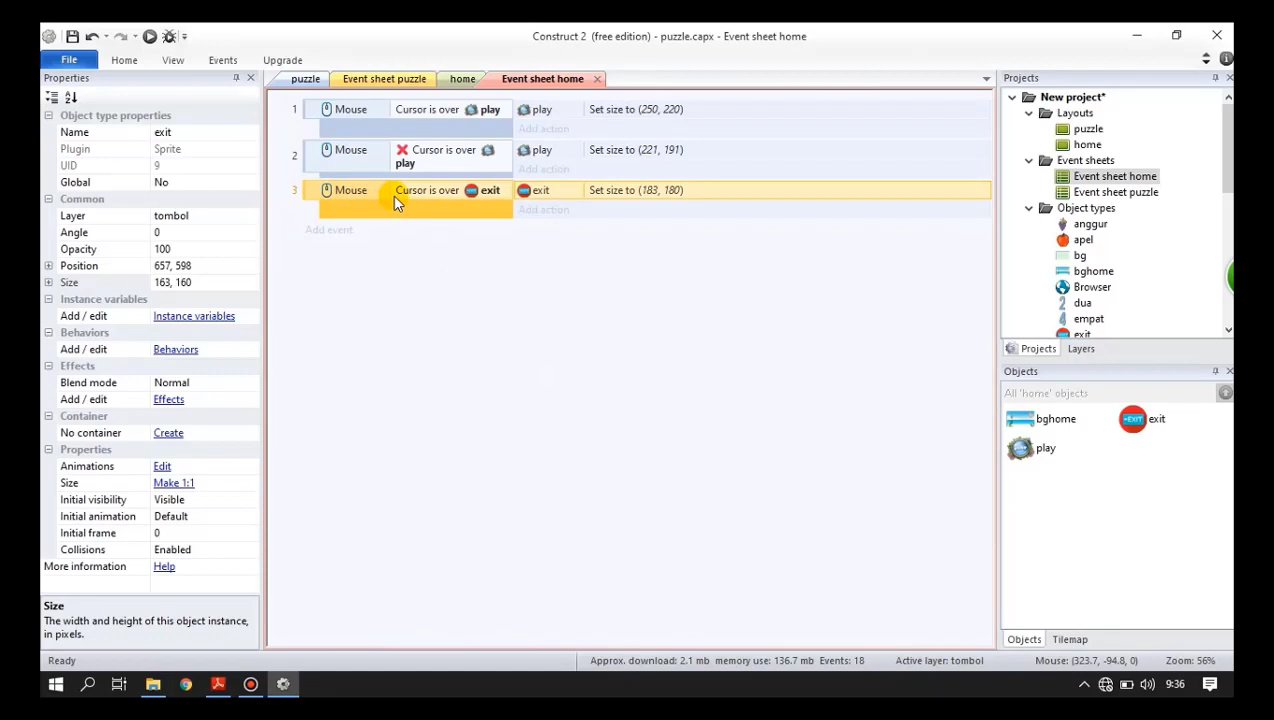 Construct 2 (free edition) - puzzle.capx - Event sheet home
File Home View Events Upgrade
Properties
Object type properties
Name exit
Plugin Sprite
UID 9
Global No
Common
Layer tombol
Angle 0
Opacity 100
Position 657, 598
Size 163, 160
Instance variables
Add / edit Instance variables
Behaviors
Add / edit Behaviors
Effects
Blend mode Normal
Add / edit Effects
Container
No container Create
Properties
Animations Edit
Size Make 1:1
Initial visibility Visible
Initial animation Default
Initial frame 0
Collisions Enabled
More information Help
Size
The width and height of this object instance,
in pixels.
puzzle Event sheet puzzle home Event sheet home
1 Mouse Cursor is over play play Set size to (250, 220)
Add action
2 Mouse Cursor is over play play Set size to (221, 191)
Add action
3 Mouse Cursor is over exit exit Set size to (183, 180)
Add action
Add event
Projects
New project*
Layouts
puzzle
home
Event sheets
Event sheet home
Event sheet puzzle
Object types
anggur
apel
bg
bghome
Browser
dua
empat
exit
Projects Layers
Objects
All 'home' objects
bghome exit
play
Objects Tilemap
Ready Approx. download: 2.1 mb memory use: 136.7 mb Events: 18 Active layer: tombol Mouse: (323.7, -94.8, 0) Zoom: 56%
9:36